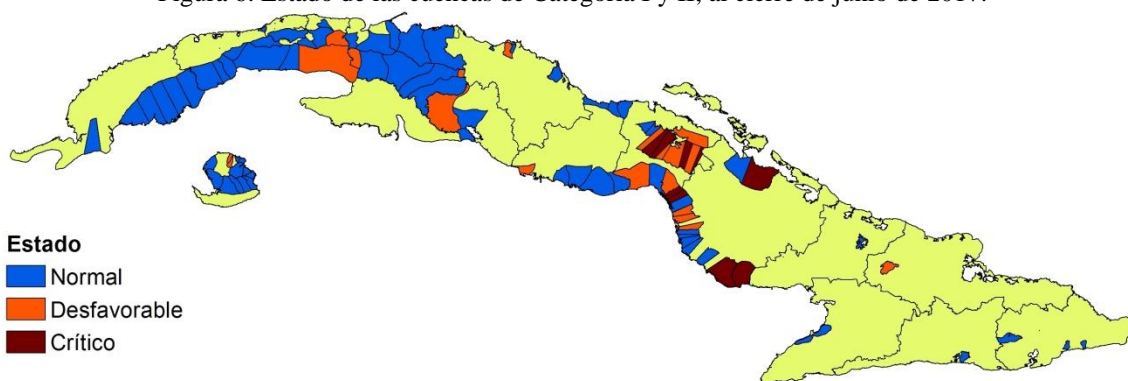 Figura 6. Estado de las cuencas de Categoría I y II, al cierre de junio de 2017.
Estado
Normal
Desfavorable
Crítico